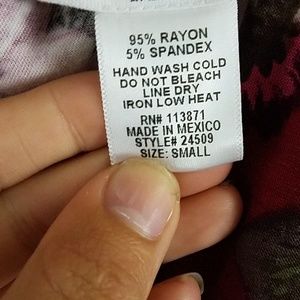 95% RAYON
5% SPANDEX
HAND WASH COLD
DO NOT BLEACH
LINE DRY
IRON LOW HEAT
RN# 113871
MADE IN MEXICO
STYLE# 24509
SIZE: SMALL